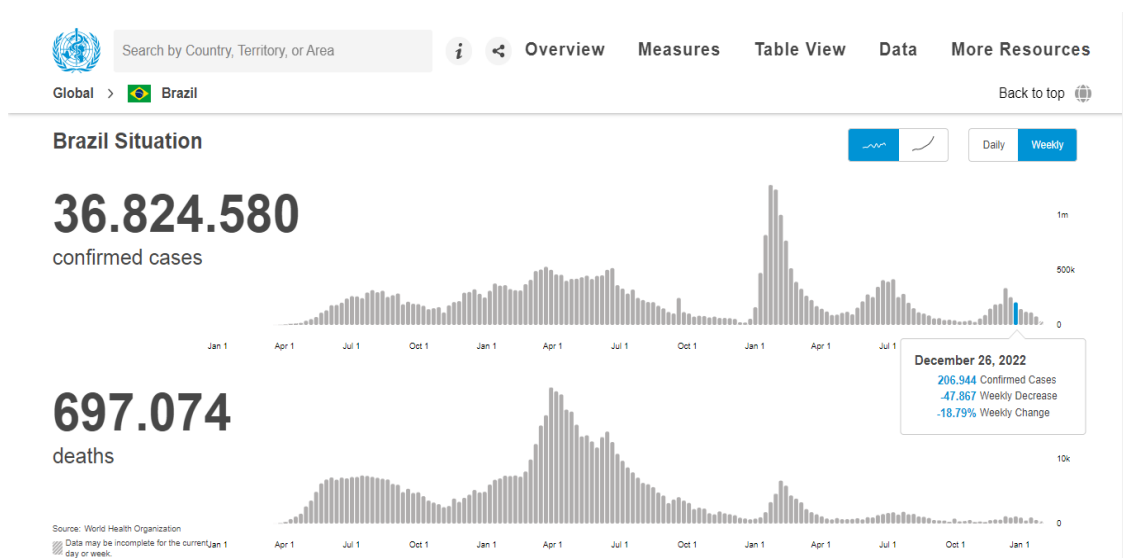 Search by Country, Territory, or Area
i
Overview Measures Table View Data More Resources
Global > Brazil
Back to top
Brazil Situation
Daily Weekly
36.824.580
confirmed cases
1m
500k
0
Jan 1 Apr 1 Jul 1 Oct 1 Jan 1 Apr 1 Jul 1 Oct 1 Jan 1 Apr 1 Jul 1
December 26, 2022
206.944 Confirmed Cases
-47.867 Weekly Decrease
-18.79% Weekly Change
697.074
deaths
10k
0
Source: World Health Organization
Data may be incomplete for the current
day or week.
Jan 1 Apr 1 Jul 1 Oct 1 Jan 1 Apr 1 Jul 1 Oct 1 Jan 1 Apr 1 Jul 1 Oct 1 Jan 1